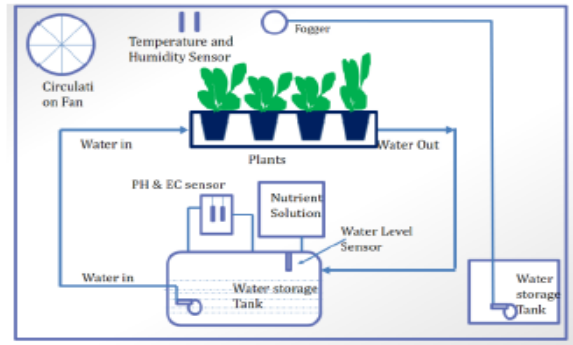 Temperature and
Humidity Sensor
Fogger
Circulati
on Fan
Water in
Water Out
Plants
PH & EC sensor
Nutrient
Solution
Water Level
Sensor
Water in
Water storage
Tank
Water
storage
Tank